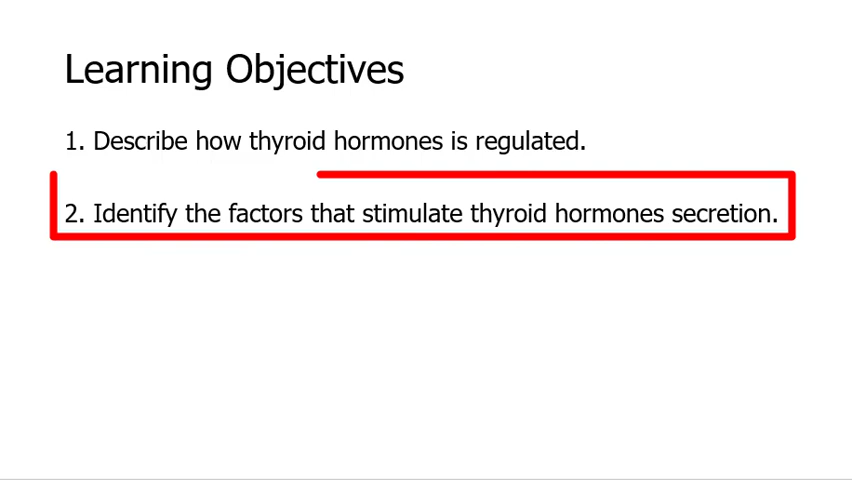 Learning Objectives
1. Describe how thyroid hormones is regulated.
2. Identify the factors that stimulate thyroid hormones secretion.